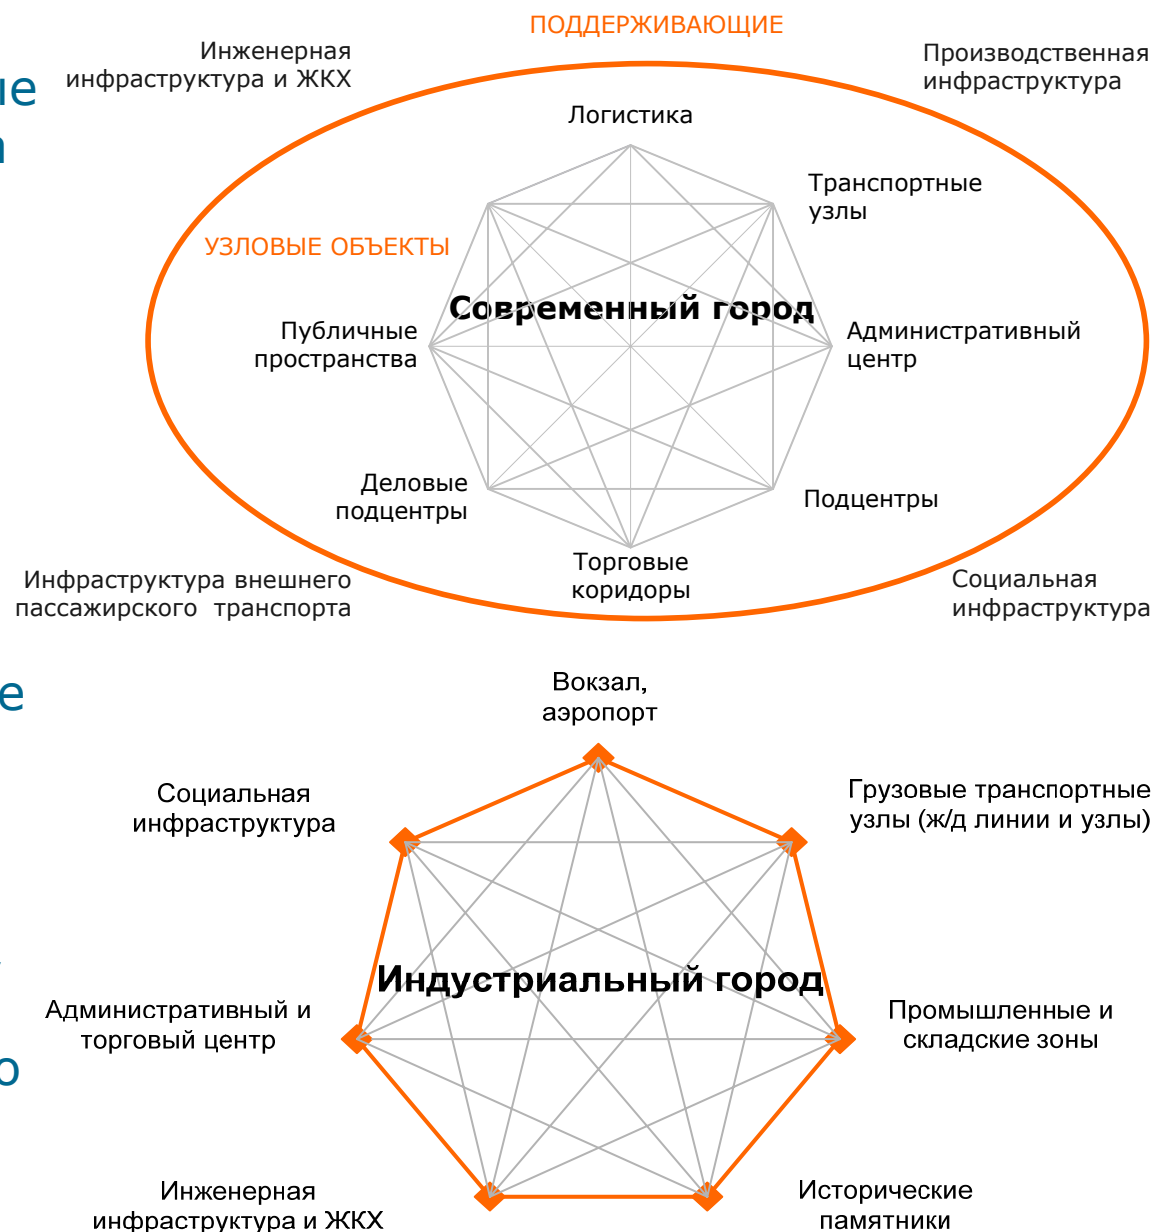 ПОДДЕРЖИВАЮЩИЕ
Инженерная
инфраструктура и ЖКХ
Производственная
инфраструктура
Логистика
Транспортные
узлы
УЗЛОВЫЕ ОБЪЕКТЫ
Современный город
Публичные
пространства
Административный
центр
Деловые
подцентры
Подцентры
Торговые
коридоры
Инфраструктура внешнего
пассажирского транспорта
Социальная
инфраструктура
Вокзал,
аэропорт
Социальная
инфраструктура
Грузовые транспортные
узлы (ж/д линии и узлы)
Индустриальный город
Административный и
торговый центр
Промышленные и
складские зоны
Инженерная
инфраструктура и ЖКХ
Исторические
памятники